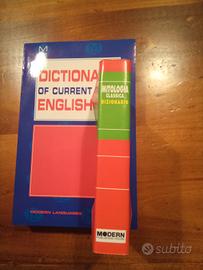 M
DICTIONA
OF CURRENT
ENGLISH
MODERN LANGUAGES
MITOLOGIA
CLASSICA
DIZIONARIO
MODERN
subito